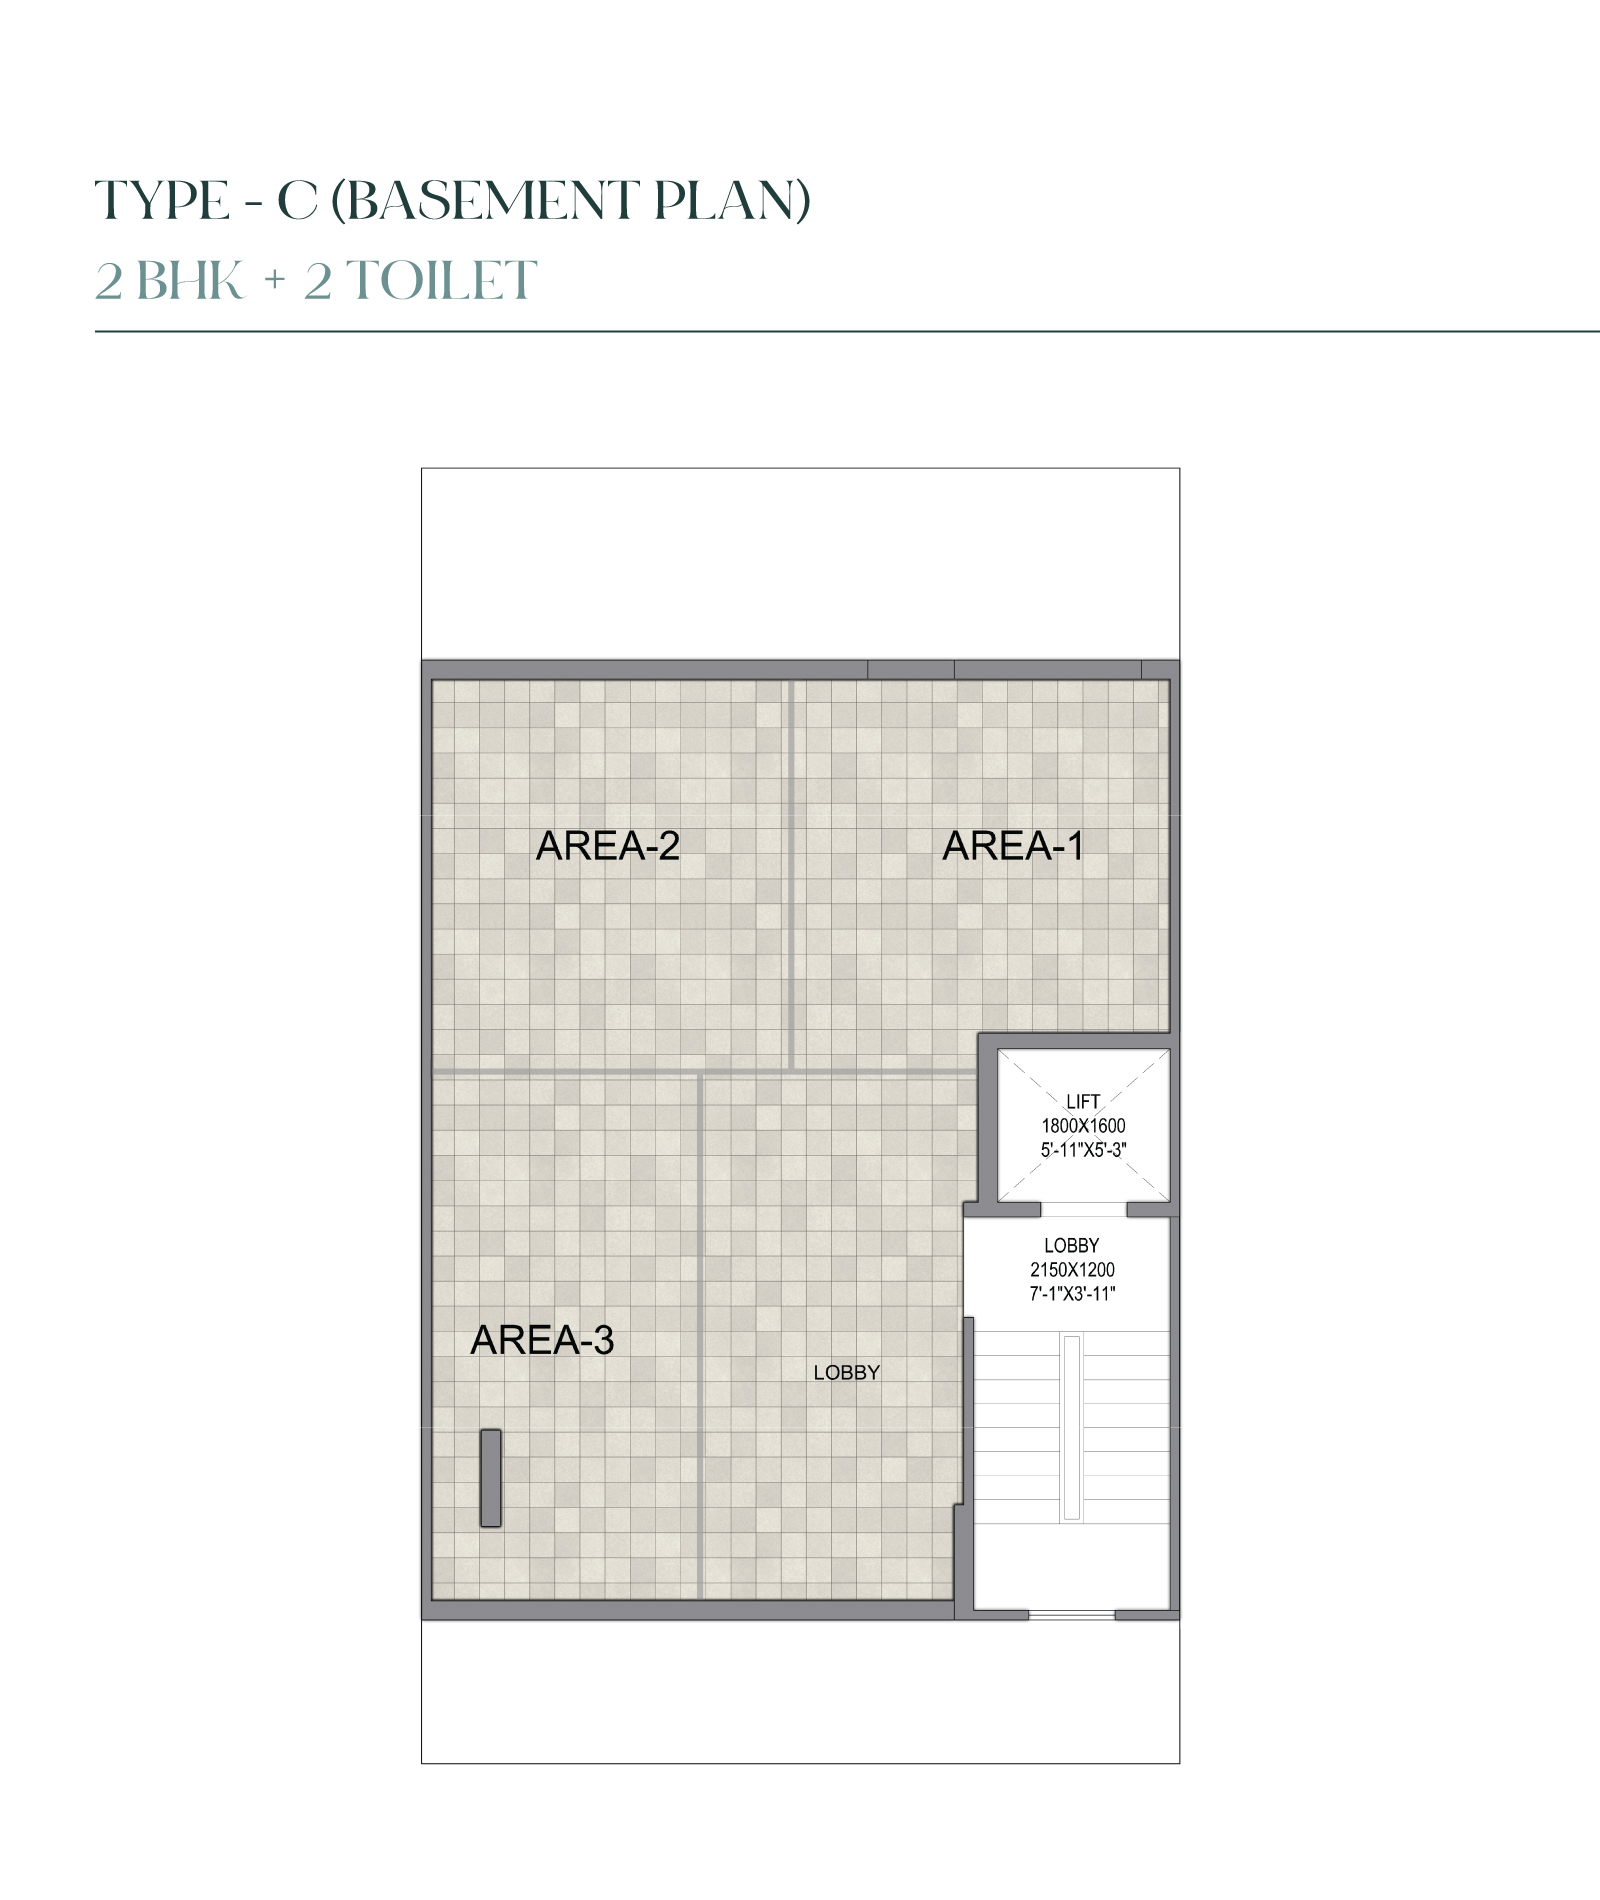 TYPE - C (BASEMENT PLAN)
2 BHK + 2 TOILET
AREA-2
AREA-1
LIFT
1800X1600
5'-11"X5'-3"
LOBBY
2150X1200
7'-1"X3'-11"
AREA-3
LOBBY